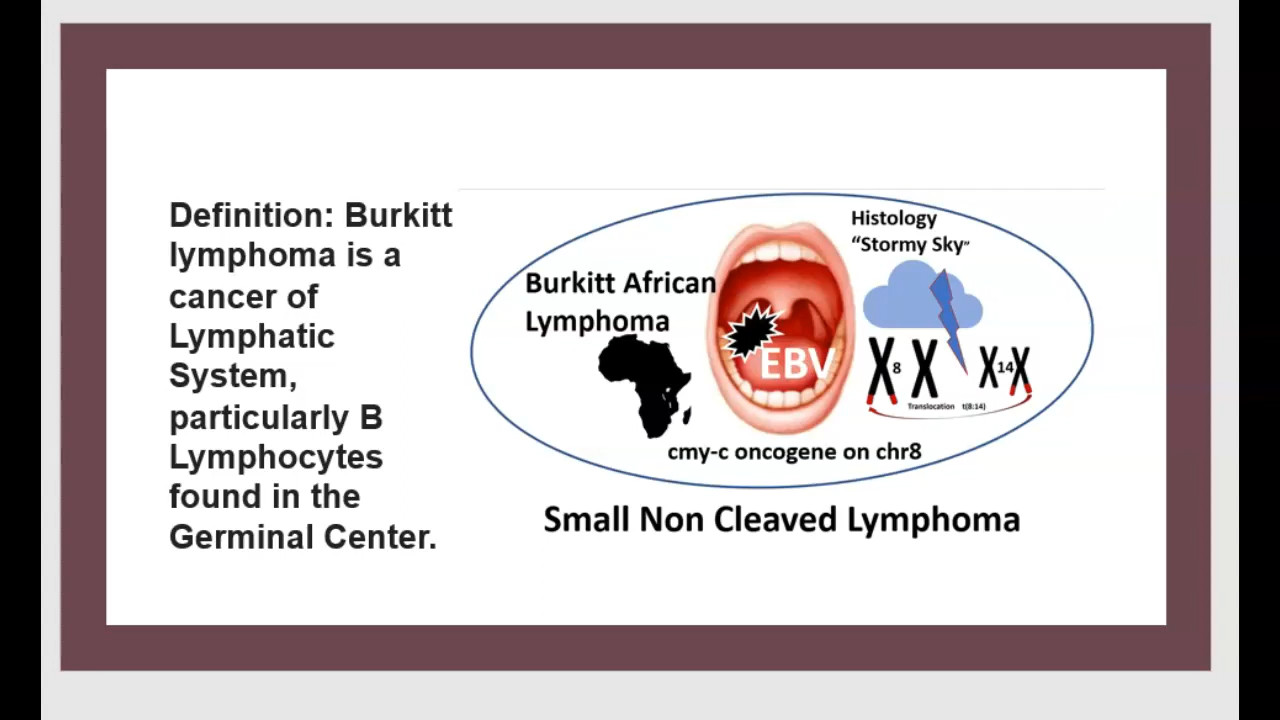 Definition: Burkitt
lymphoma is a
cancer of
Lymphatic
System,
particularly B
Lymphocytes
found in the
Germinal Center.
Histology
“Stormy Sky”
Burkitt African
Lymphoma
EBV
8
14
Translocation t(8:14)
cmy-c oncogene on chr8
Small Non Cleaved Lymphoma